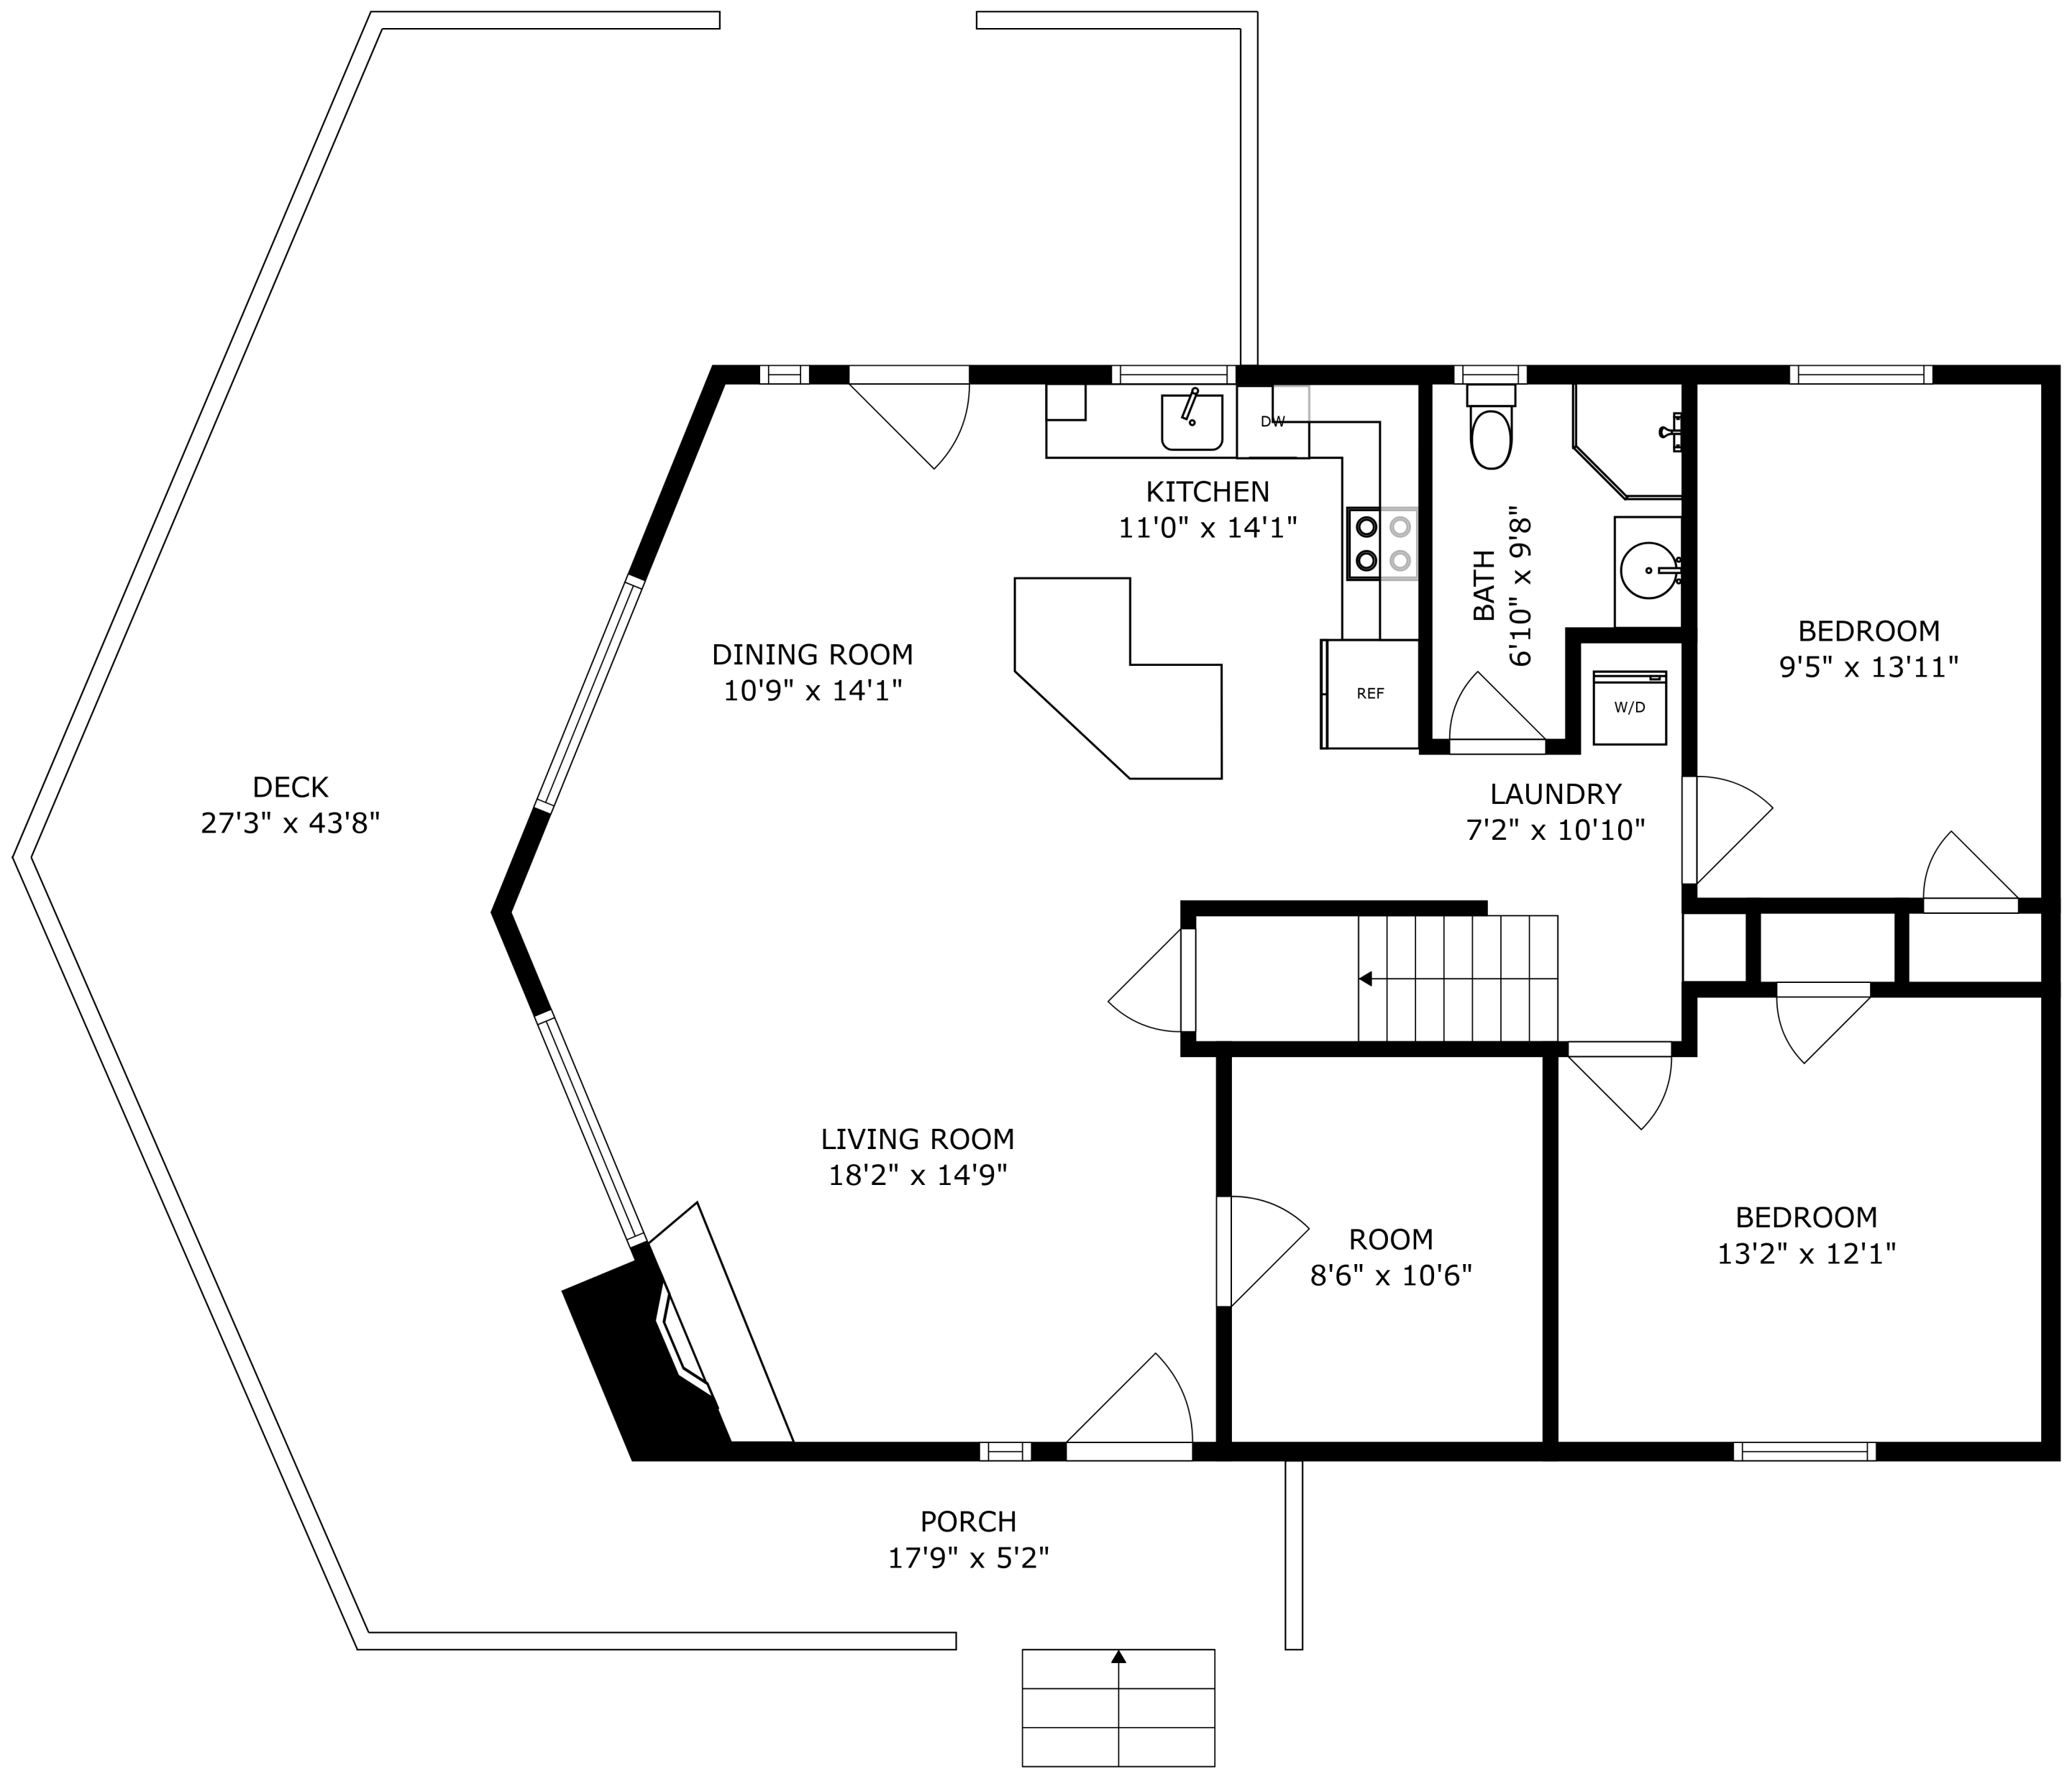 DW
KITCHEN
11'0" x 14'1"
BATH
6'10" x 9'8"
BEDROOM
9'5" x 13'11"
DINING ROOM
10'9" x 14'1"
REF
W/D
DECK
27'3" x 43'8"
LAUNDRY
7'2" x 10'10"
LIVING ROOM
18'2" x 14'9"
ROOM
8'6" x 10'6"
BEDROOM
13'2" x 12'1"
PORCH
17'9" x 5'2"